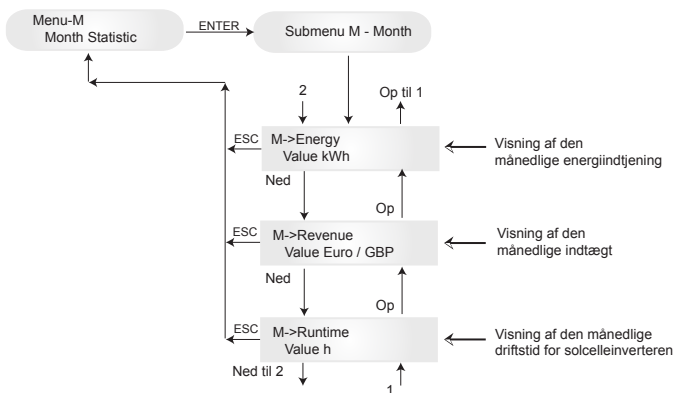 Menu-M
Month Statistic
ENTER
Submenu M - Month
2
Op til 1
ESC
M->Energy
Value kWh
Visning af den
månedlige energiindtjening
Ned
Op
ESC
M->Revenue
Value Euro / GBP
Visning af den
månedlige indtægt
Ned
Op
ESC
M->Runtime
Value h
Visning af den månedlige
driftstid for solcelleinverteren
Ned til 2
1